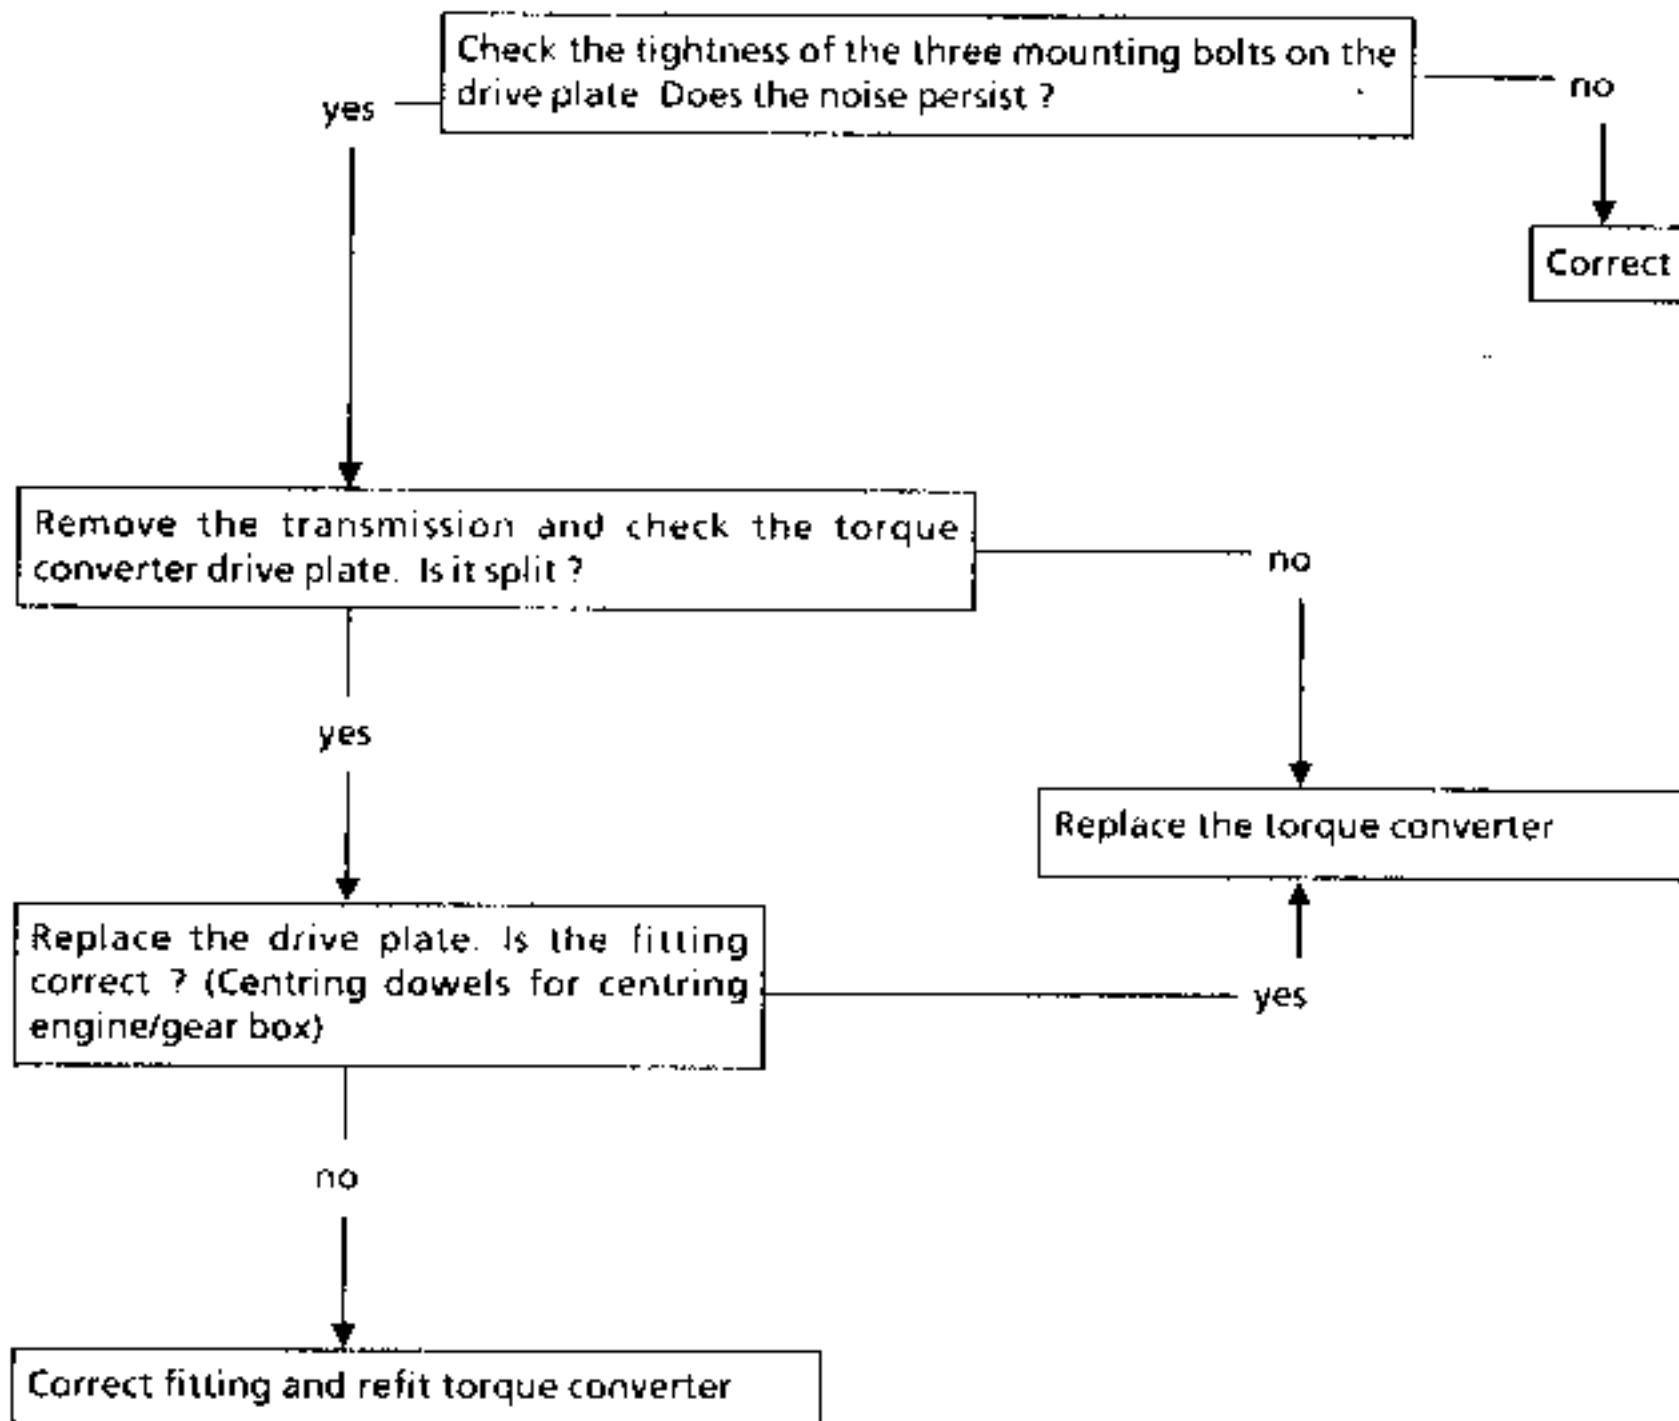 Check the tightness of the three mounting bolts on the
drive plate Does the noise persist ?
yes
no
Correct
Remove the transmission and check the torque
converter drive plate. Is it split ?
no
yes
Replace the torque converter
Replace the drive plate. Is the fitting
correct ? (Centring dowels for centring
engine/gear box)
yes
no
Correct fitting and refit torque converter